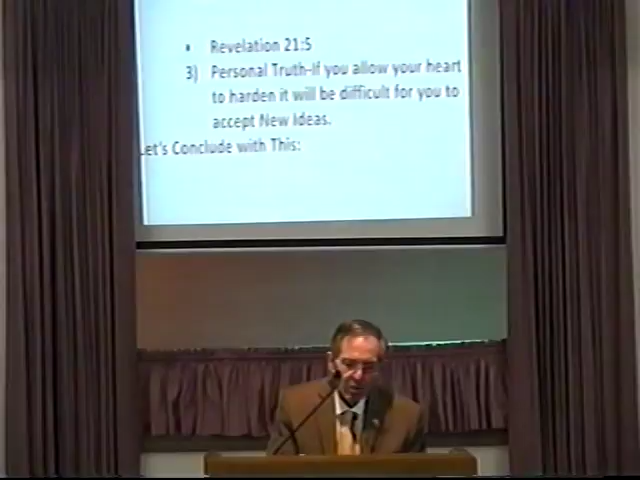 • Revelation 21:5
3) Personal Truth-If you allow your heart
to harden it will be difficult for you to
accept New Ideas.
Let's Conclude with This: